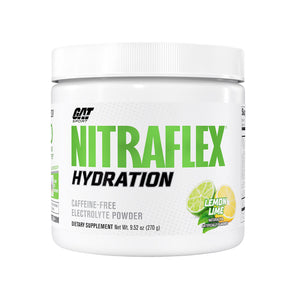 GAT
SPORT
NITRAFLEX
HYDRATION
CAFFEINE-FREE
ELECTROLYTE POWDER
DIETARY SUPPLEMENT Net Wt. 9.52 oz (270 g)
LEMON
LIME